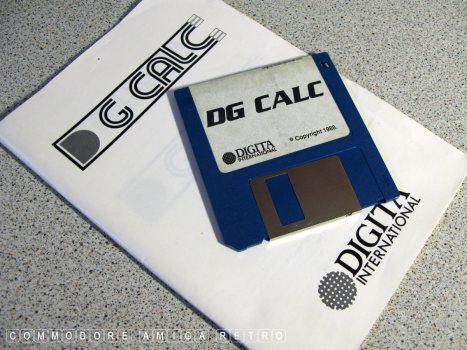 DG CALC
DG CALC
© Copyright 1988.
DIGITA
INTERNATIONAL
DIGITA
INTERNATIONAL
COMMODORE AMIGA RETRO